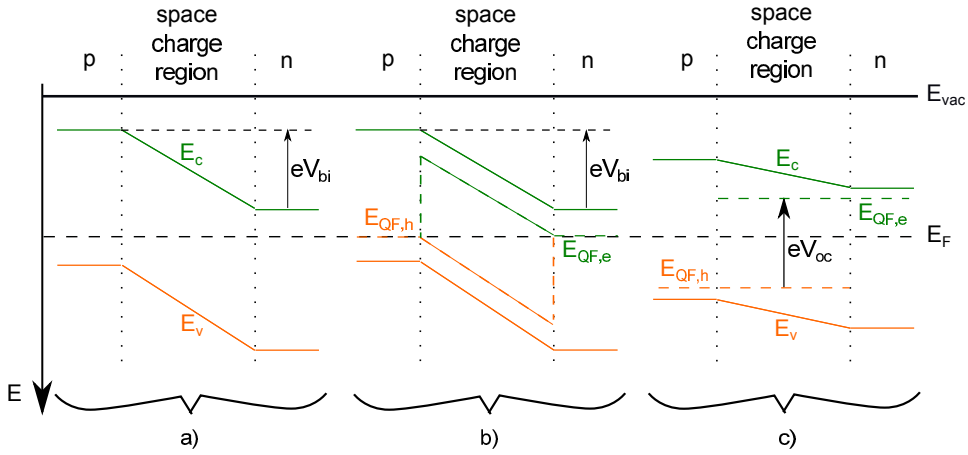 space
charge
region
p
n
space
charge
region
p
n
space
charge
region
p
n
E_vac
E_c
eV_bi
E_v
E_QF,h
E_QF,e
eV_bi
E_c
E_QF,e
eV_oc
E_QF,h
E_v
E_F
E
a)
b)
c)